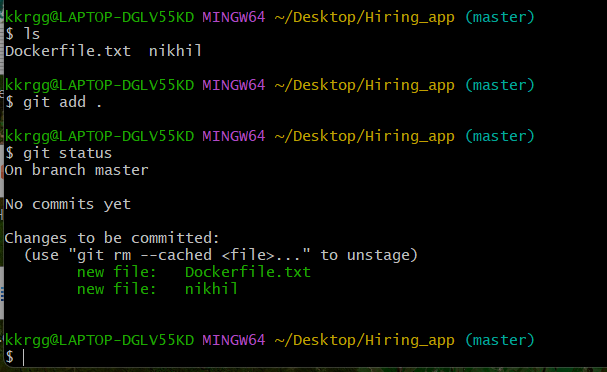 kkrgg@LAPTOP-DGLV55KD MINGW64 ~/Desktop/Hiring_app (master)
$ ls
Dockerfile.txt  nikhil
kkrgg@LAPTOP-DGLV55KD MINGW64 ~/Desktop/Hiring_app (master)
$ git add .
kkrgg@LAPTOP-DGLV55KD MINGW64 ~/Desktop/Hiring_app (master)
$ git status
On branch master
No commits yet
Changes to be committed:
  (use "git rm --cached <file>..." to unstage)
        new file:   Dockerfile.txt
        new file:   nikhil
kkrgg@LAPTOP-DGLV55KD MINGW64 ~/Desktop/Hiring_app (master)
$